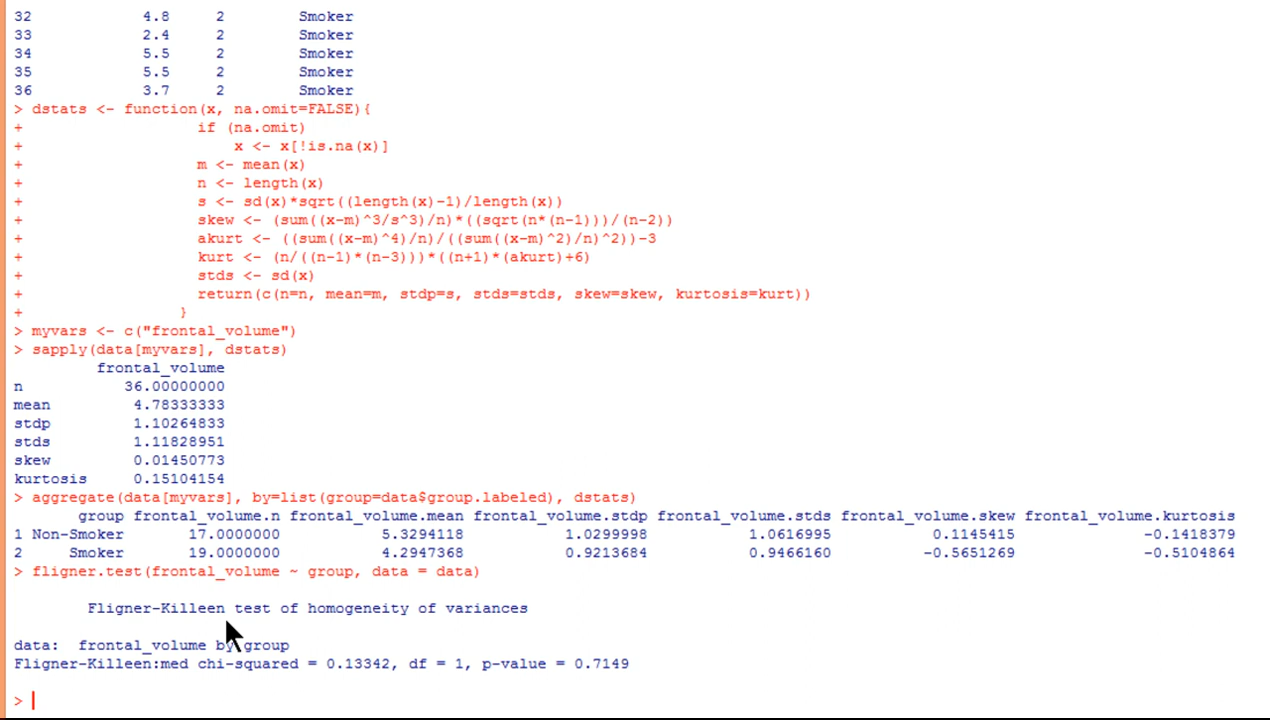 32 4.8 2 Smoker
33 2.4 2 Smoker
34 5.5 2 Smoker
35 5.5 2 Smoker
36 3.7 2 Smoker
> dstats <- function(x, na.omit=FALSE){
+ if (na.omit)
+ x <- x[!is.na(x)]
+ m <- mean(x)
+ n <- length(x)
+ s <- sd(x)*sqrt((length(x)-1)/length(x))
+ skew <- (sum((x-m)^3/s^3)/n)*((sqrt(n*(n-1)))/(n-2))
+ akurt <- ((sum((x-m)^4)/n)/((sum((x-m)^2)/n)^2))-3
+ kurt <- (n/((n-1)*(n-3)))*((n+1)*(akurt)+6)
+ stds <- sd(x)
+ return(c(n=n, mean=m, stdp=s, stds=stds, skew=skew, kurtosis=kurt))
+ }
> myvars <- c("frontal_volume")
> sapply(data[myvars], dstats)
frontal_volume
n 36.00000000
mean 4.78333333
stdp 1.10264833
stds 1.11828951
skew 0.01450773
kurtosis 0.15104154
> aggregate(data[myvars], by=list(group=data$group.labeled), dstats)
group frontal_volume.n frontal_volume.mean frontal_volume.stdp frontal_volume.stds frontal_volume.skew frontal_volume.kurtosis
1 Non-Smoker 17.0000000 5.3294118 1.0299998 1.0616995 0.1145415 -0.1418379
2 Smoker 19.0000000 4.2947368 0.9213684 0.9466160 -0.5651269 -0.5104864
> fligner.test(frontal_volume ~ group, data = data)
Fligner-Killeen test of homogeneity of variances
data: frontal_volume by group
Fligner-Killeen:med chi-squared = 0.13342, df = 1, p-value = 0.7149
>